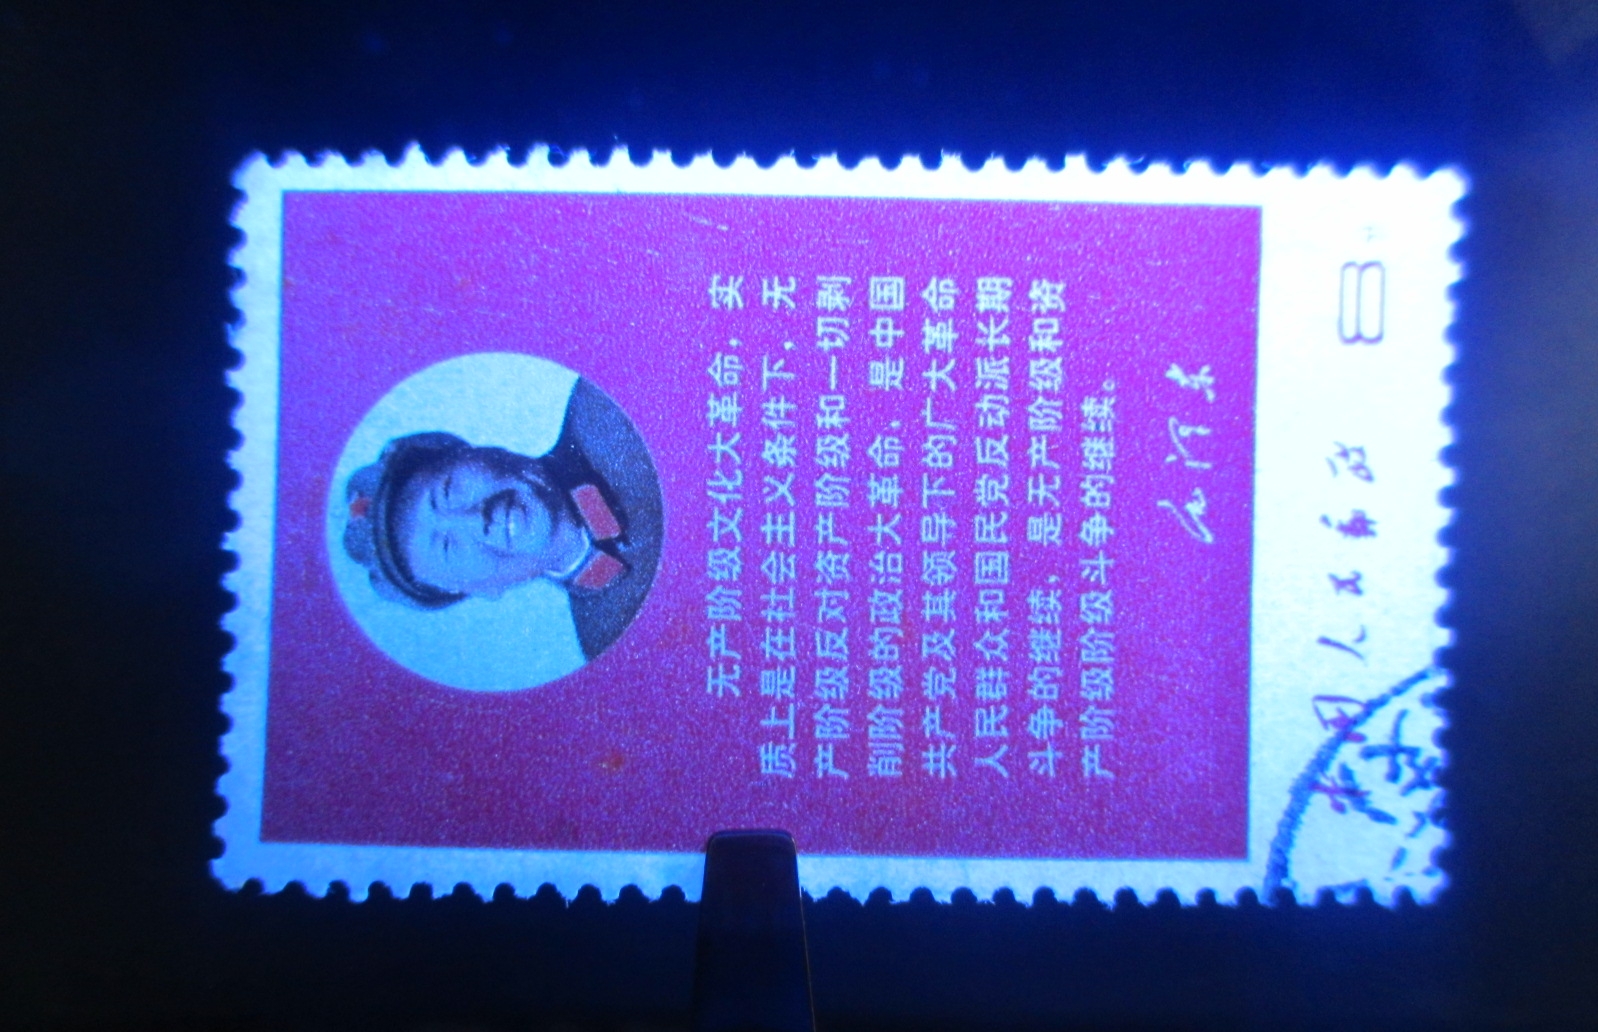 无产阶级文化大革命，实
质上是在社会主义条件下，无
产阶级反对资产阶级和一切剥
削阶级的政治大革命，是中国
共产党及其领导下的广大革命
人民群众和国民党反动派长期
斗争的继续，是无产阶级和资
产阶级阶级斗争的继续。
毛泽东
中国人民邮政 8分